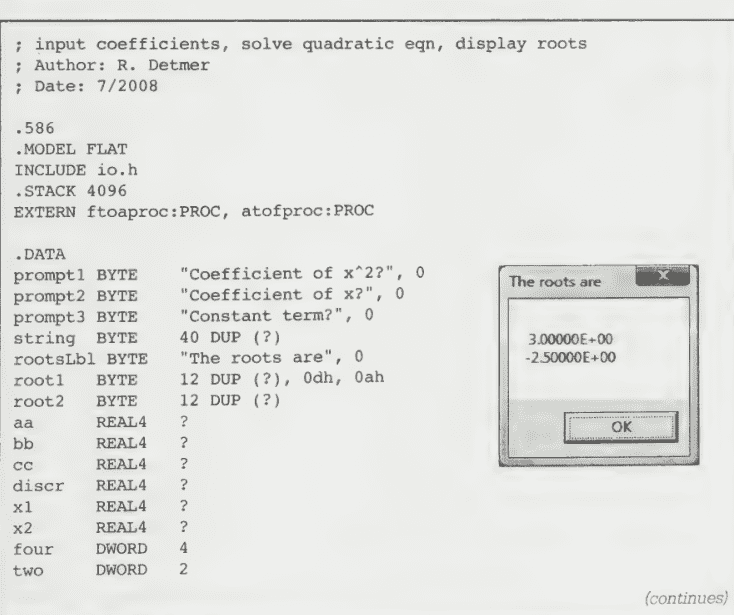 ; input coefficients, solve quadratic eqn, display roots
; Author: R. Detmer
; Date: 7/2008
.586
.MODEL FLAT
INCLUDE io.h
.STACK 4096
EXTERN ftoaproc:PROC, atofproc:PROC
.DATA
prompt1 BYTE "Coefficient of x^2?", 0
prompt2 BYTE "Coefficient of x?", 0
prompt3 BYTE "Constant term?", 0
string BYTE 40 DUP (?)
rootsLbl BYTE "The roots are", 0
root1 BYTE 12 DUP (?), 0dh, 0ah
root2 BYTE 12 DUP (?)
aa REAL4 ?
bb REAL4 ?
cc REAL4 ?
discr REAL4 ?
x1 REAL4 ?
x2 REAL4 ?
four DWORD 4
two DWORD 2
The roots are
3.00000E+00
-2.50000E+00
OK
(continues)